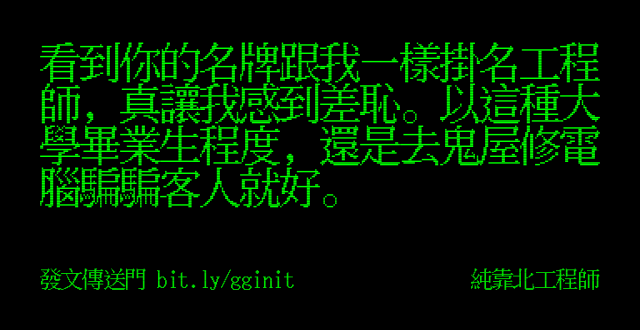 看到你的名牌跟我一樣掛名工程
師，真讓我感到差恥。以這種大
學畢業生程度，還是去鬼屋修電
腦騙騙客人就好。
發文傳送門 bit.ly/gginit
純靠北工程師